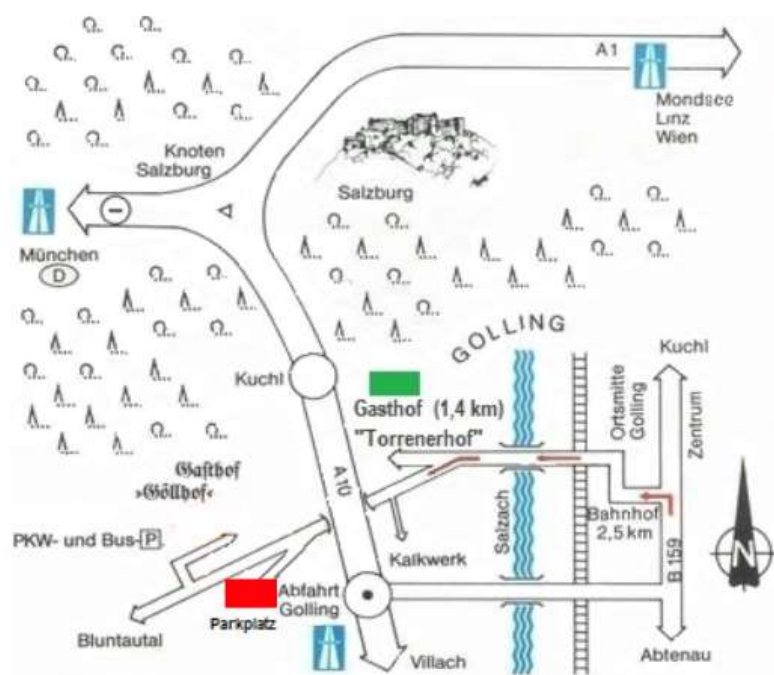 A1
Mondsee
Linz
Wien
Knoten
Salzburg
Salzburg
München
D
GOLLING
Kuchl
Kuchl
Gasthof (1,4 km)
"Torrenerhof"
Ortsmitte
Golling
Zentrum
A10
Gasthof
»Göllhof«
PKW- und Bus-P
Kalkwerk
Salzach
Bahnhof
2,5 km
B 159
N
Abfahrt
Golling
Parkplatz
Bluntautal
Villach
Abtenau